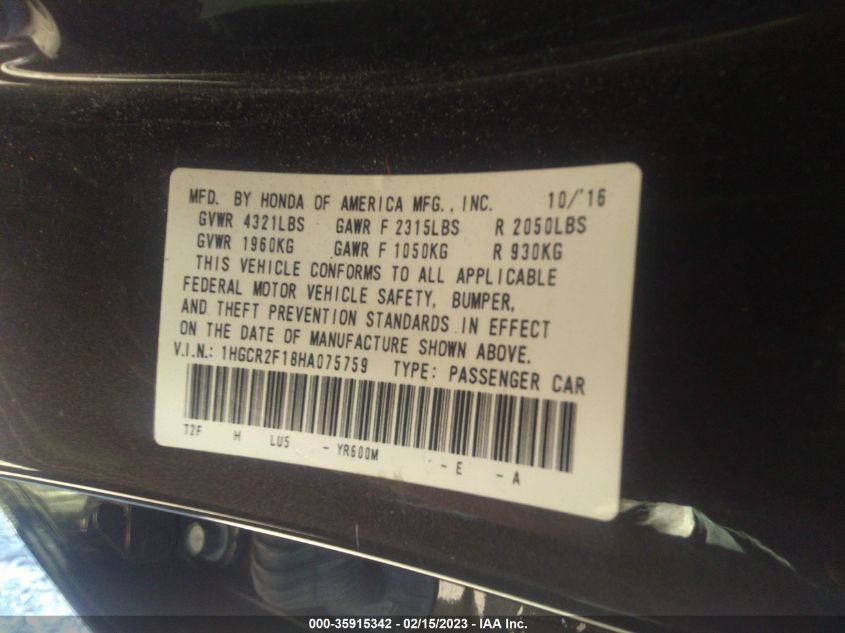 MFD. BY HONDA OF AMERICA MFG., INC. 10/'16
GVWR 4321LBS GAWR F 2315LBS R 2050LBS
GVWR 1960KG GAWR F 1050KG R 930KG
THIS VEHICLE CONFORMS TO ALL APPLICABLE
FEDERAL MOTOR VEHICLE SAFETY, BUMPER,
AND THEFT PREVENTION STANDARDS IN EFFECT
ON THE DATE OF MANUFACTURE SHOWN ABOVE.
V.I.N.: 1HGCR2F18HA075759 TYPE: PASSENGER CAR
T2F H LU5 - YR600M - E - A
000-35915342 - 02/15/2023 - IAA Inc.